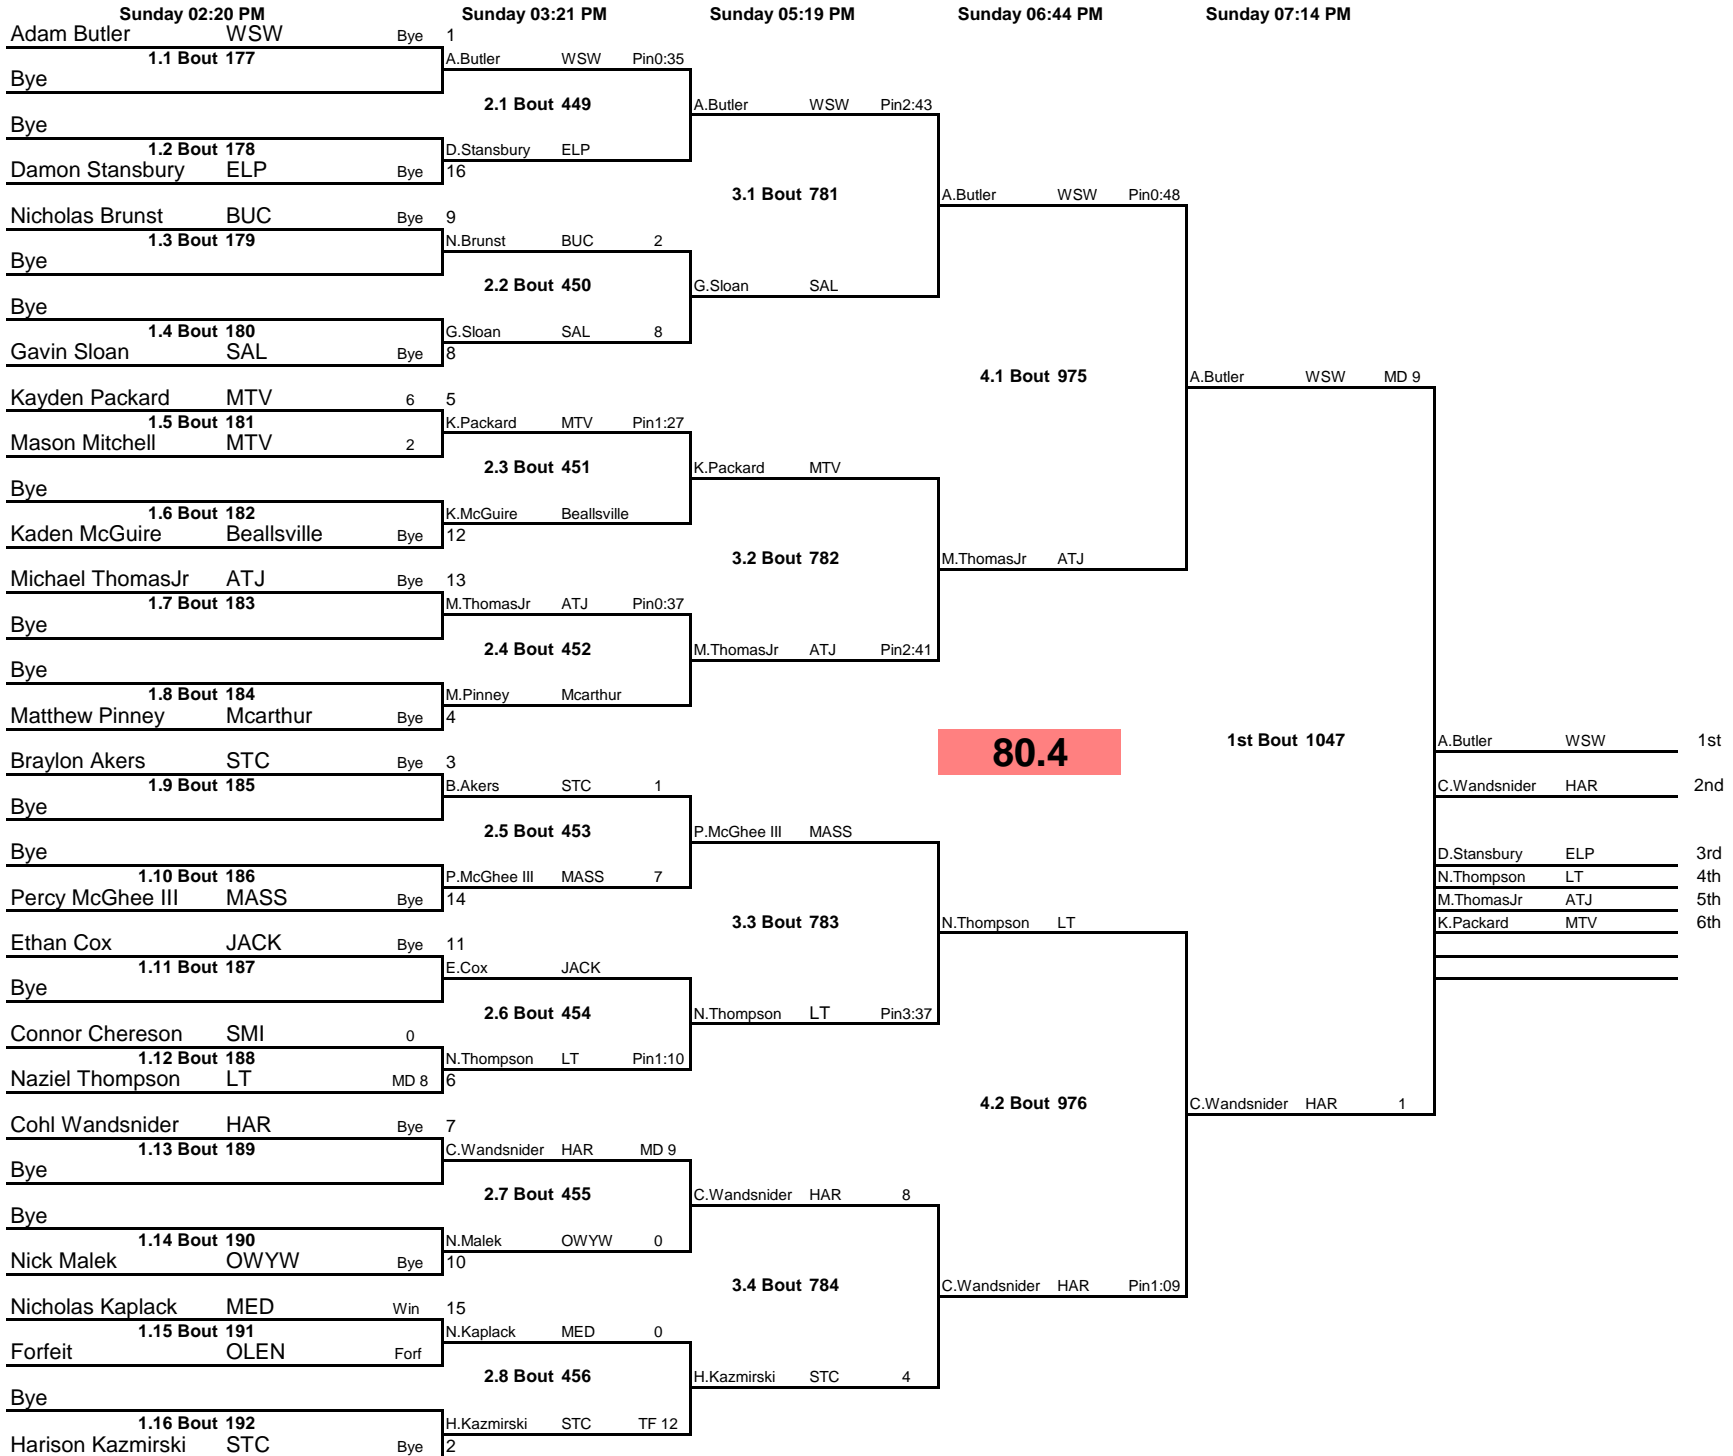 Sunday 02:20 PM Sunday 03:21 PM Sunday 05:19 PM Sunday 06:44 PM Sunday 07:14 PM
Adam Butler WSW Bye 1
1.1 Bout 177
A.Butler WSW Pin0:35
Bye
2.1 Bout 449
A.Butler WSW Pin2:43
Bye
1.2 Bout 178
D.Stansbury ELP
Damon Stansbury ELP Bye 16
3.1 Bout 781
A.Butler WSW Pin0:48
Nicholas Brunst BUC Bye 9
1.3 Bout 179
N.Brunst BUC 2
Bye
2.2 Bout 450
G.Sloan SAL
Bye
1.4 Bout 180
G.Sloan SAL 8
Gavin Sloan SAL Bye 8
4.1 Bout 975
A.Butler WSW MD 9
Kayden Packard MTV 6 5
1.5 Bout 181
K.Packard MTV Pin1:27
Mason Mitchell MTV 2
2.3 Bout 451
K.Packard MTV
Bye
1.6 Bout 182
K.McGuire Beallsville
Kaden McGuire Beallsville Bye 12
3.2 Bout 782
M.ThomasJr ATJ
Michael ThomasJr ATJ Bye 13
1.7 Bout 183
M.ThomasJr ATJ Pin0:37
Bye
2.4 Bout 452
M.ThomasJr ATJ Pin2:41
Bye
1.8 Bout 184
M.Pinney Mcarthur
Matthew Pinney Mcarthur Bye 4
80.4
1st Bout 1047
A.Butler WSW 1st
Braylon Akers STC Bye 3
1.9 Bout 185
B.Akers STC 1
C.Wandsnider HAR 2nd
Bye
2.5 Bout 453
P.McGhee III MASS
Bye
D.Stansbury ELP 3rd
1.10 Bout 186
P.McGhee III MASS 7
N.Thompson LT 4th
Percy McGhee III MASS Bye 14
M.ThomasJr ATJ 5th
3.3 Bout 783
N.Thompson LT
K.Packard MTV 6th
Ethan Cox JACK Bye 11
1.11 Bout 187
E.Cox JACK
Bye
2.6 Bout 454
N.Thompson LT Pin3:37
Connor Chereson SMI 0
1.12 Bout 188
N.Thompson LT Pin1:10
Naziel Thompson LT MD 8 6
4.2 Bout 976
C.Wandsnider HAR 1
Cohl Wandsnider HAR Bye 7
1.13 Bout 189
C.Wandsnider HAR MD 9
Bye
2.7 Bout 455
C.Wandsnider HAR 8
Bye
1.14 Bout 190
N.Malek OWYW 0
Nick Malek OWYW Bye 10
3.4 Bout 784
C.Wandsnider HAR Pin1:09
Nicholas Kaplack MED Win 15
1.15 Bout 191
N.Kaplack MED 0
Forfeit OLEN Forf
2.8 Bout 456
H.Kazmirski STC 4
Bye
1.16 Bout 192
H.Kazmirski STC TF 12
Harison Kazmirski STC Bye 2